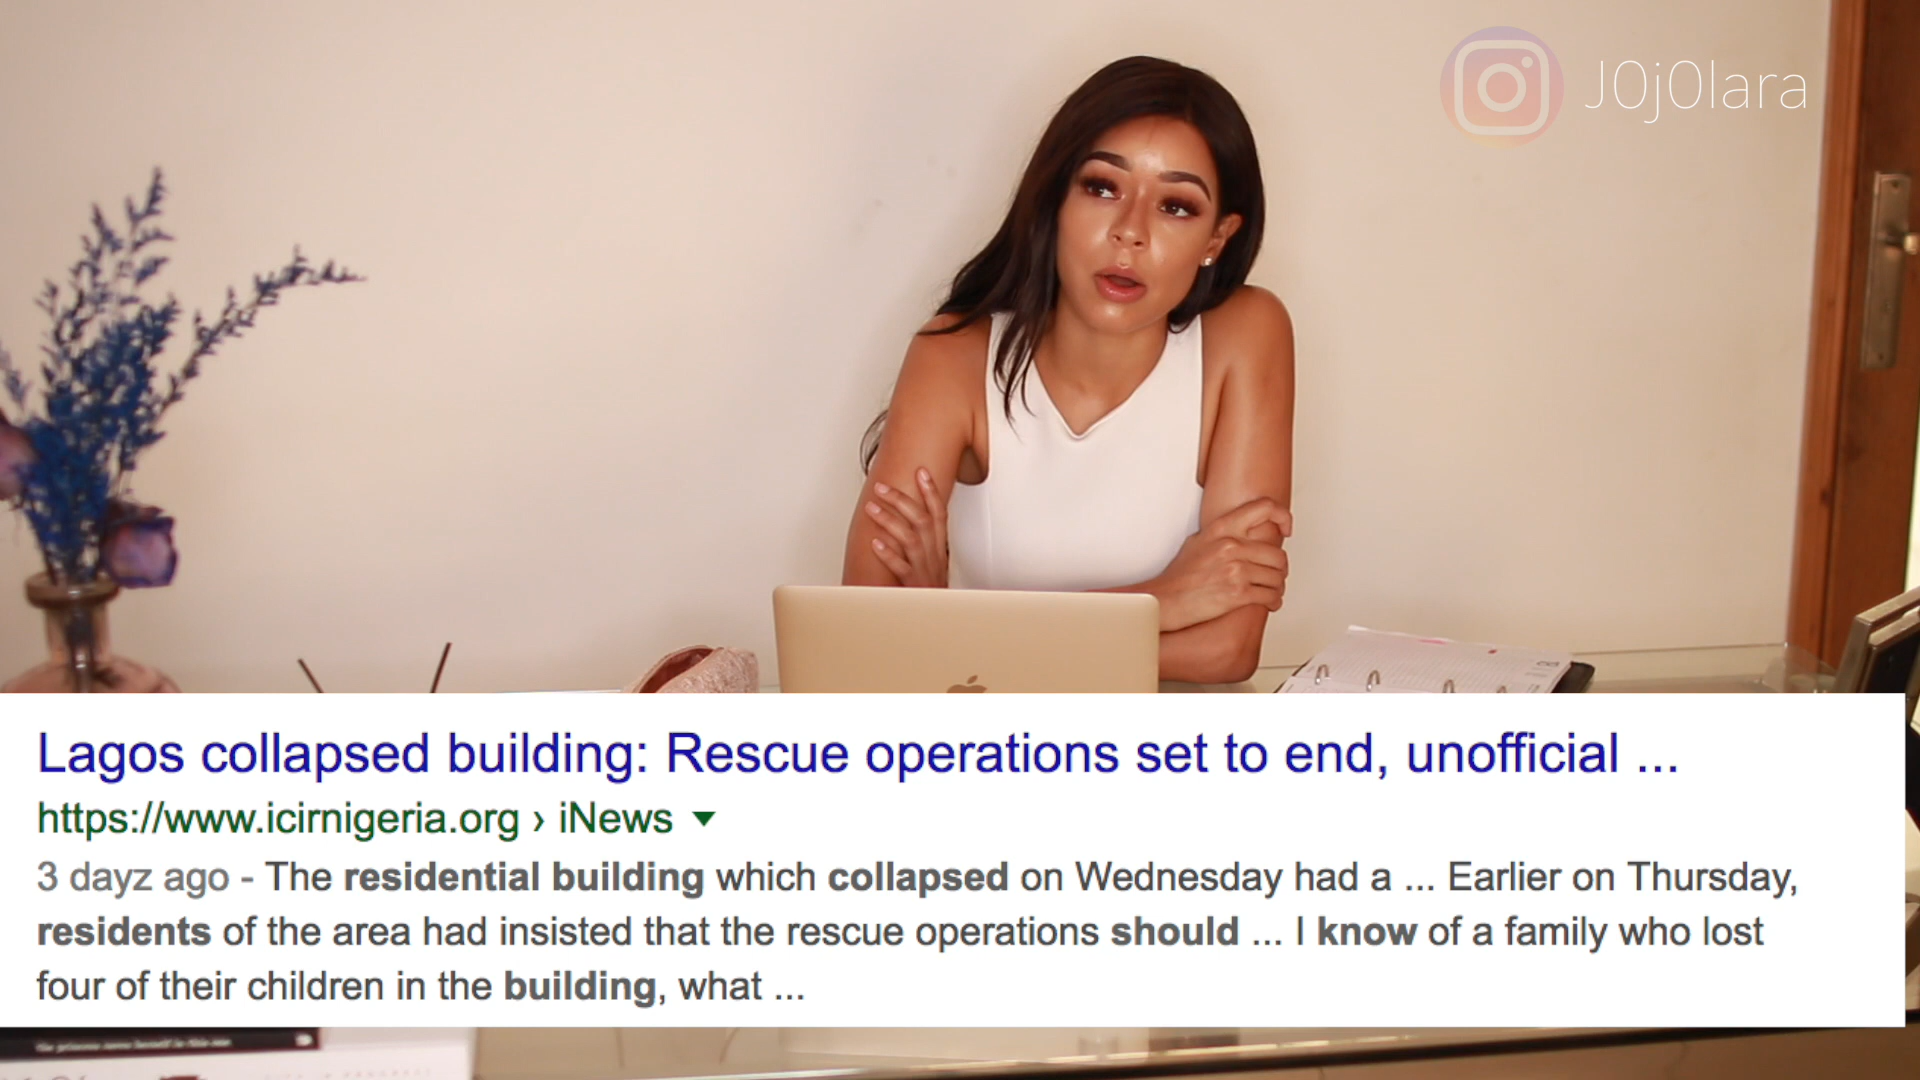 J0j0lara
Lagos collapsed building: Rescue operations set to end, unofficial ...
https://www.icirnigeria.org › iNews
3 dayz ago - The residential building which collapsed on Wednesday had a ... Earlier on Thursday,
residents of the area had insisted that the rescue operations should ... I know of a family who lost
four of their children in the building, what ...